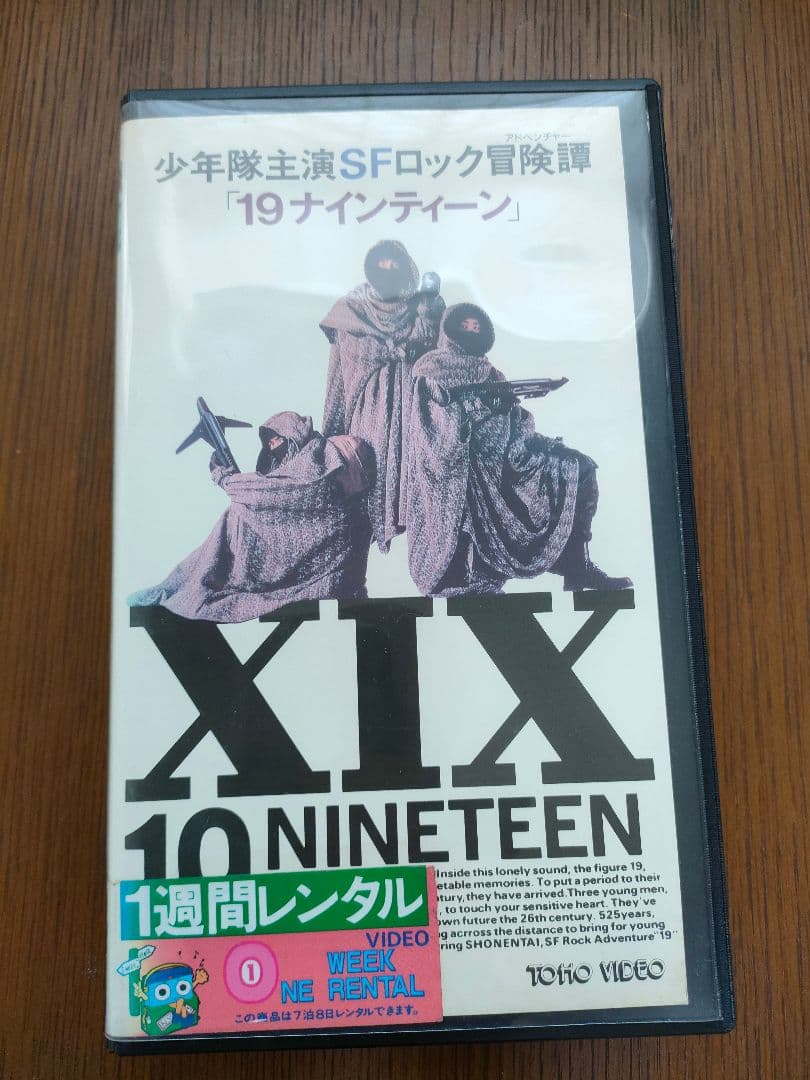 アドベンチャー
少年隊主演SFロック冒険譚
「19ナインティーン」
XIX
19 NINETEEN
Inside this lonely sound, the figure 19,
etable memories. To put a period to their
tury, they have arrived. Three young men,
, to touch your sensitive heart. They've
own future the 26th century. 525years,
g acrross the distance to bring for young
ring SHONENTAI, SF Rock Adventure "19"
TOHO VIDEO
1週間レンタル
VIDEO
① WEEK
NE RENTAL
この商品は7泊8日レンタルできます。